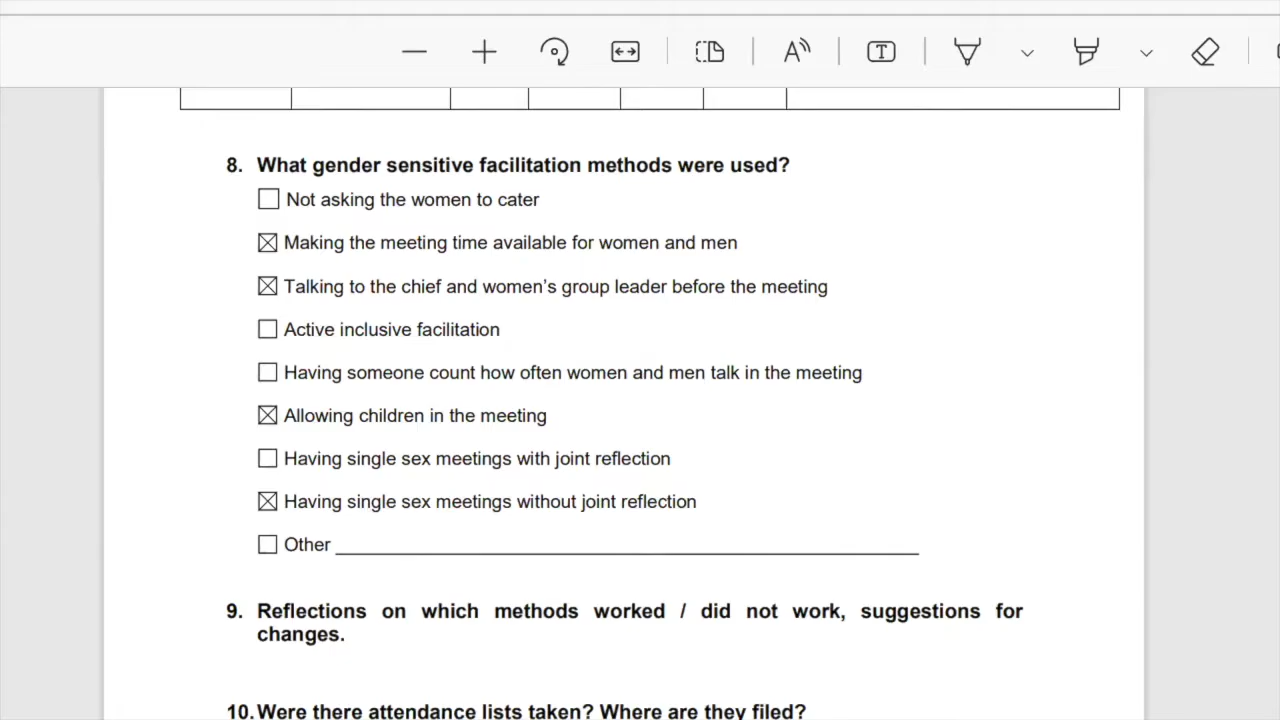 8. What gender sensitive facilitation methods were used?
☐ Not asking the women to cater
☒ Making the meeting time available for women and men
☒ Talking to the chief and women’s group leader before the meeting
☐ Active inclusive facilitation
☐ Having someone count how often women and men talk in the meeting
☒ Allowing children in the meeting
☐ Having single sex meetings with joint reflection
☒ Having single sex meetings without joint reflection
☐ Other
9. Reflections on which methods worked / did not work, suggestions for
changes.
10. Were there attendance lists taken? Where are they filed?